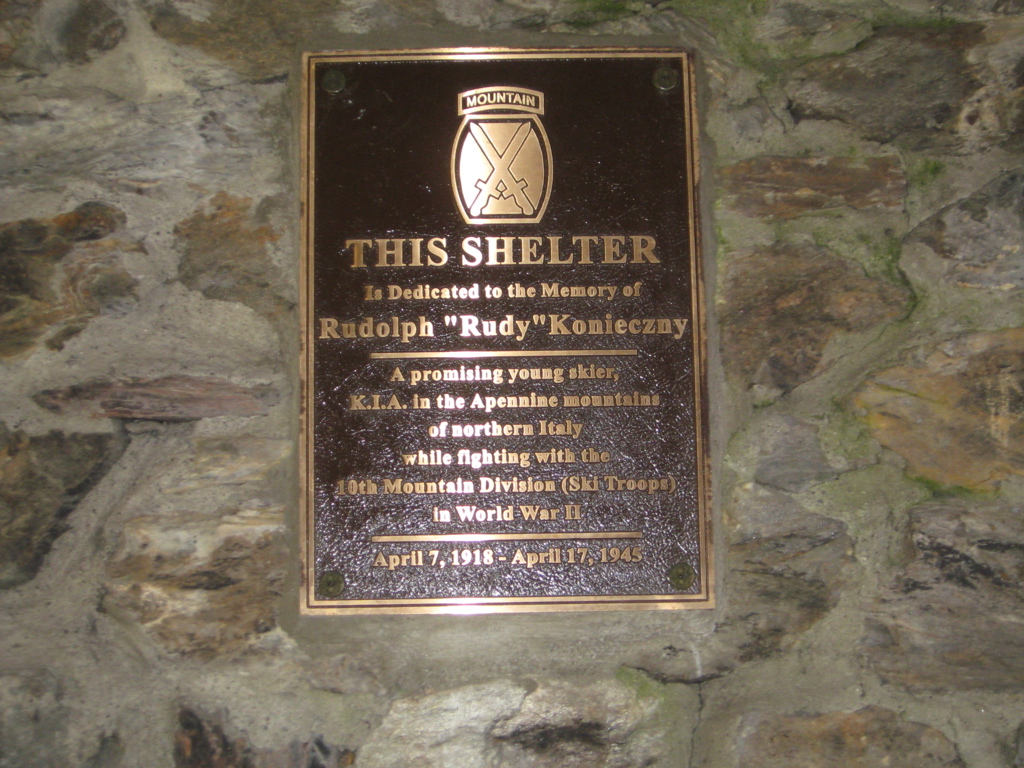 MOUNTAIN
THIS SHELTER
Is Dedicated to the Memory of
Rudolph "Rudy" Konieczny
A promising young skier,
K.I.A. in the Apennine mountains
of northern Italy
while fighting with the
10th Mountain Division (Ski Troops)
in World War II
April 7, 1918 - April 17, 1945